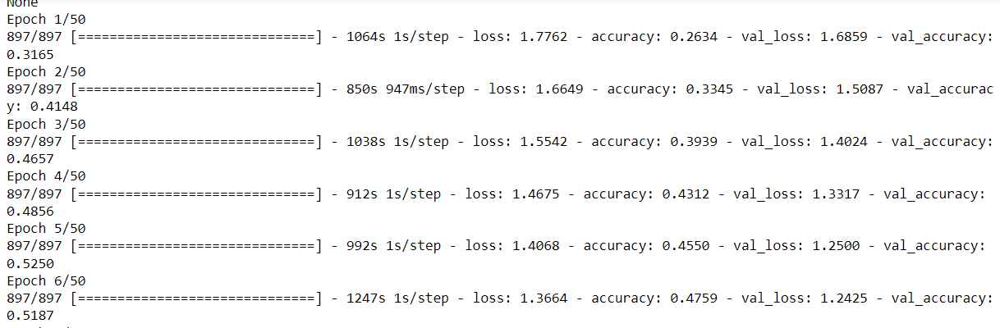 None
Epoch 1/50
897/897 [==============================] - 1064s 1s/step - loss: 1.7762 - accuracy: 0.2634 - val_loss: 1.6859 - val_accuracy:
0.3165
Epoch 2/50
897/897 [==============================] - 850s 947ms/step - loss: 1.6649 - accuracy: 0.3345 - val_loss: 1.5087 - val_accurac
y: 0.4148
Epoch 3/50
897/897 [==============================] - 1038s 1s/step - loss: 1.5542 - accuracy: 0.3939 - val_loss: 1.4024 - val_accuracy:
0.4657
Epoch 4/50
897/897 [==============================] - 912s 1s/step - loss: 1.4675 - accuracy: 0.4312 - val_loss: 1.3317 - val_accuracy:
0.4856
Epoch 5/50
897/897 [==============================] - 992s 1s/step - loss: 1.4068 - accuracy: 0.4550 - val_loss: 1.2500 - val_accuracy:
0.5250
Epoch 6/50
897/897 [==============================] - 1247s 1s/step - loss: 1.3664 - accuracy: 0.4759 - val_loss: 1.2425 - val_accuracy:
0.5187